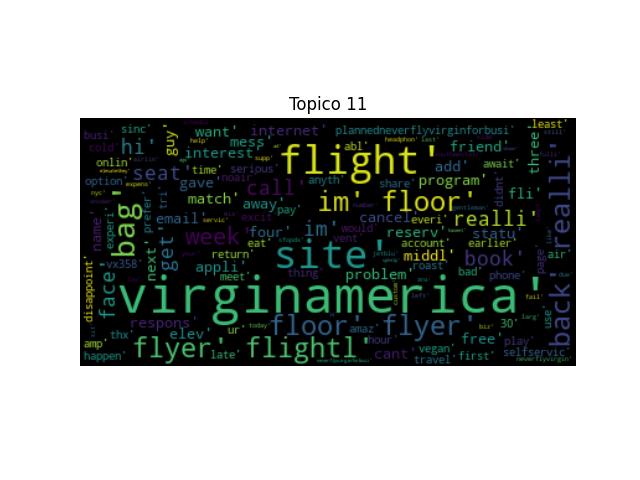 Topico 11
sinc'
want'
internet'
plannedneverflyvirginforbusi'
least'
busi'
cold'
hi'
guy'
mess'
abl'
friend'
three'
onlin'
interest'
flight'
add'
await'
option'
seat'
time'
serious'
anyth'
share'
program'
didnt'
reall'
name'
experi'
bag'
tri'
gave
call'
im' floor'
fli'
match'
away'
pay'
cancel'
everi'
realli'
email'
excit
would'
reserv'
statu'
prefer'
get'
week'
four'
im'
vent'
account'
earlier'
page'
vx358'
next'
return'
eat'
site'
middl'
book'
air'
disappoint'
face'
appli'
thing
problem
roast'
bad'
phone'
meet'
virginamerica'
back'
use'
thx'
respons
elev'
floor' flyer'
30'
play'
ur'
today'
amaz'
hour'
free'
amp'
flyer' flightl'
cant'
vegan'
first'
selfservic'
happen'
late'
travel'
neverflyvirgin'